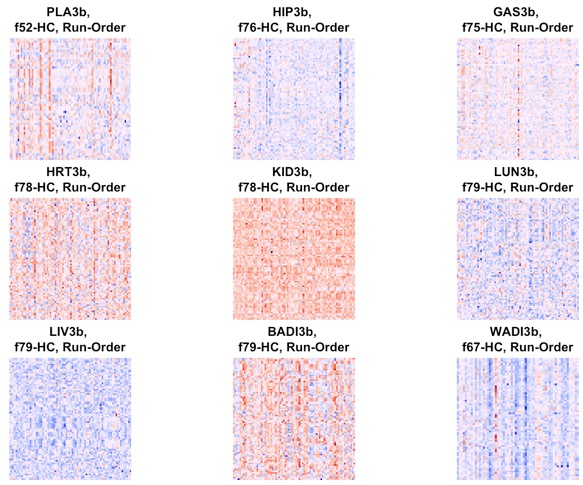 PLA3b,
f52-HC, Run-Order
HIP3b,
f76-HC, Run-Order
GAS3b,
f75-HC, Run-Order
HRT3b,
f78-HC, Run-Order
KID3b,
f78-HC, Run-Order
LUN3b,
f79-HC, Run-Order
LIV3b,
f79-HC, Run-Order
BADI3b,
f79-HC, Run-Order
WADI3b,
f67-HC, Run-Order